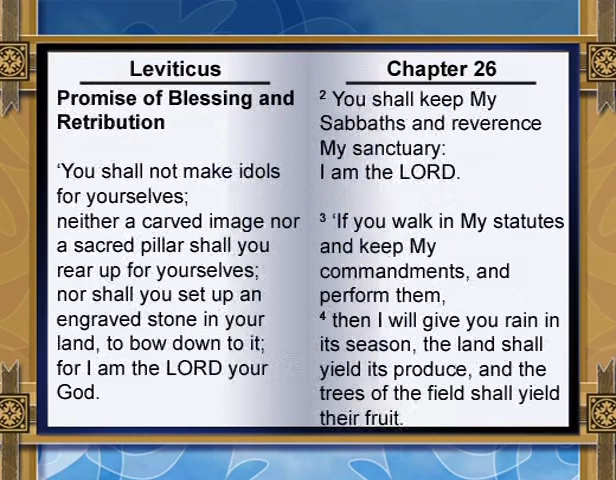 Leviticus
Promise of Blessing and
Retribution
‘You shall not make idols
for yourselves;
neither a carved image nor
a sacred pillar shall you
rear up for yourselves;
nor shall you set up an
engraved stone in your
land, to bow down to it;
for I am the LORD your
God.
Chapter 26
² You shall keep My
Sabbaths and reverence
My sanctuary:
I am the LORD.
³ ‘If you walk in My statutes
and keep My
commandments, and
perform them,
⁴ then I will give you rain in
its season, the land shall
yield its produce, and the
trees of the field shall yield
their fruit.